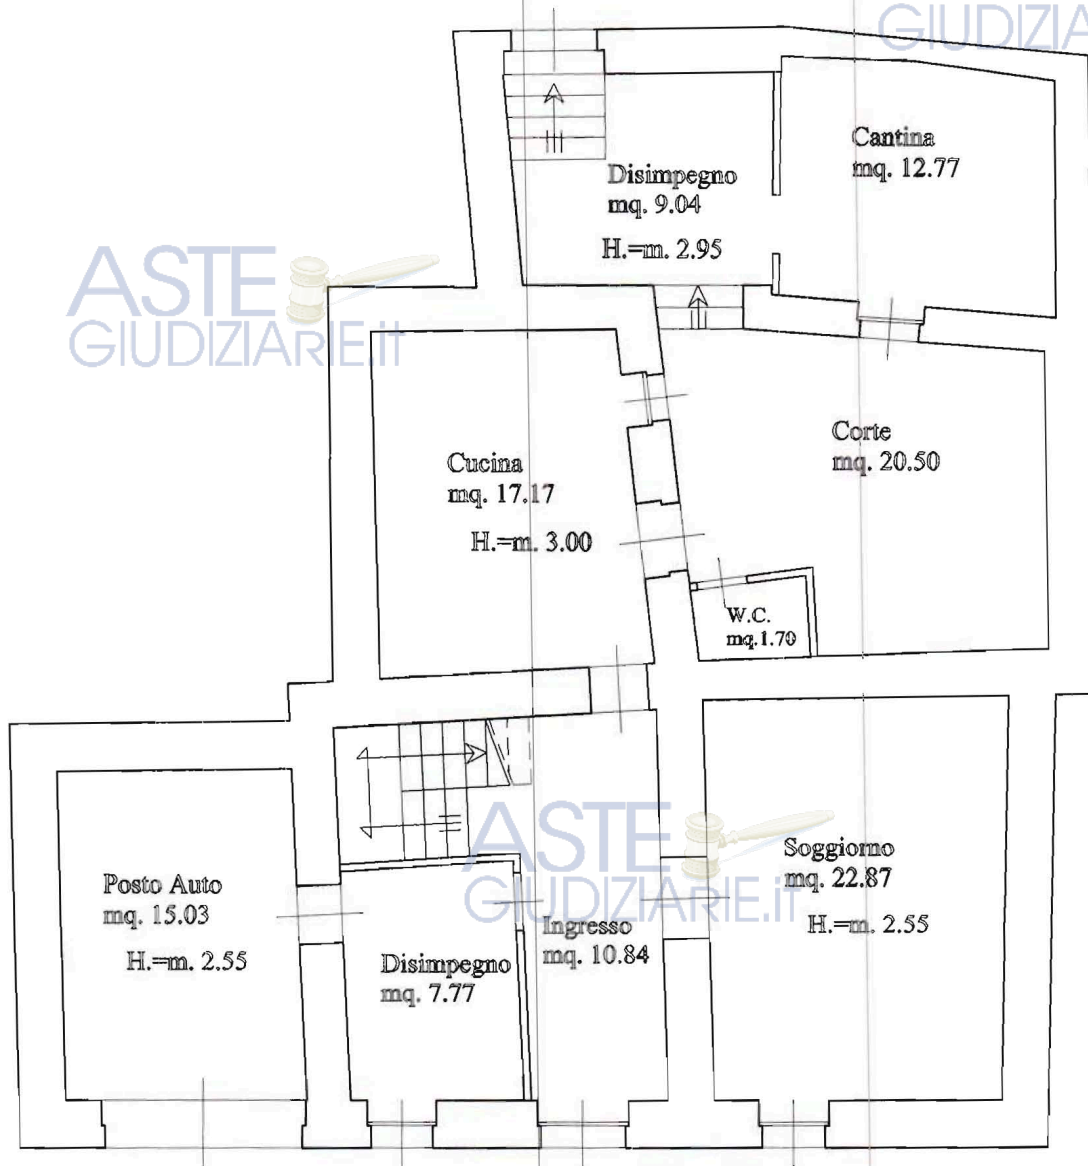 GIUDIZIA
Cantina
mq. 12.77
Disimpegno
mq. 9.04
H.=m. 2.95
ASTE
GIUDIZIARIE.iT
Corte
mq. 20.50
Cucina
mq. 17.17
H.=m. 3.00
W.C.
mq.1.70
ASTE
GIUDIZIARIE.iT
Soggiorno
mq. 22.87
H.=m. 2.55
Posto Auto
mq. 15.03
H.=m. 2.55
Ingresso
mq. 10.84
Disimpegno
mq. 7.77